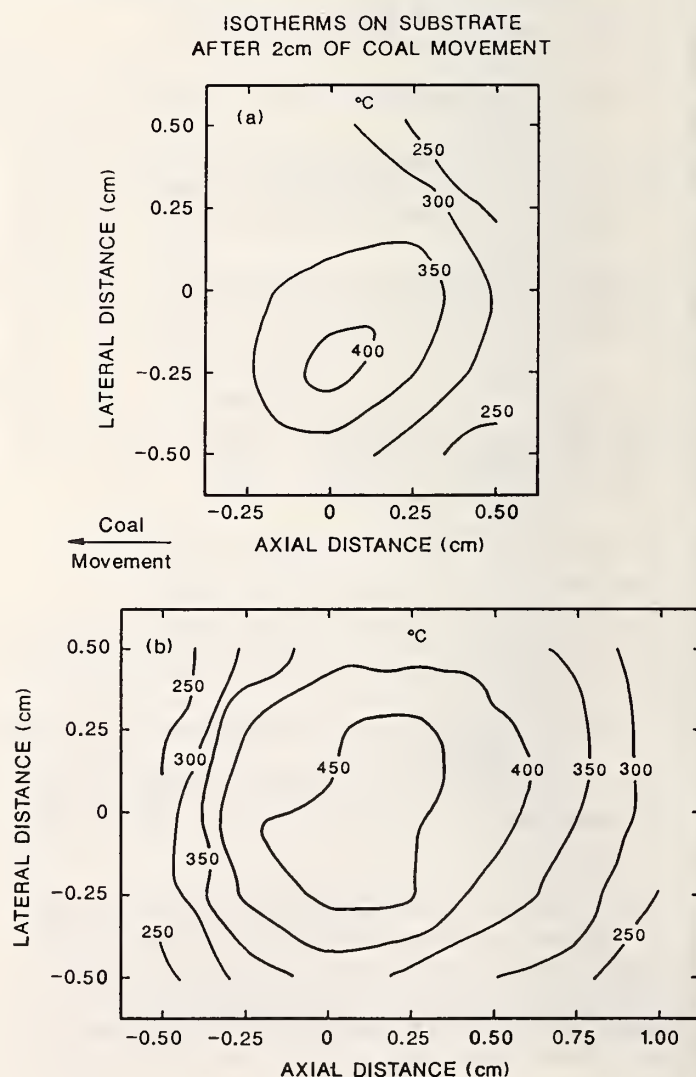 ISOTHERMS ON SUBSTRATE
AFTER 2cm OF COAL MOVEMENT
°C
(a)
0.50
250
0.25
300
350
0
400
−0.25
250
−0.50
LATERAL DISTANCE (cm)
−0.25 0 0.25 0.50
AXIAL DISTANCE (cm)
Coal
Movement
°C
(b)
0.50
250
0.25
300
450
400
350
300
0
350
−0.25
250
250
−0.50
LATERAL DISTANCE (cm)
−0.50 −0.25 0 0.25 0.50 0.75 1.00
AXIAL DISTANCE (cm)